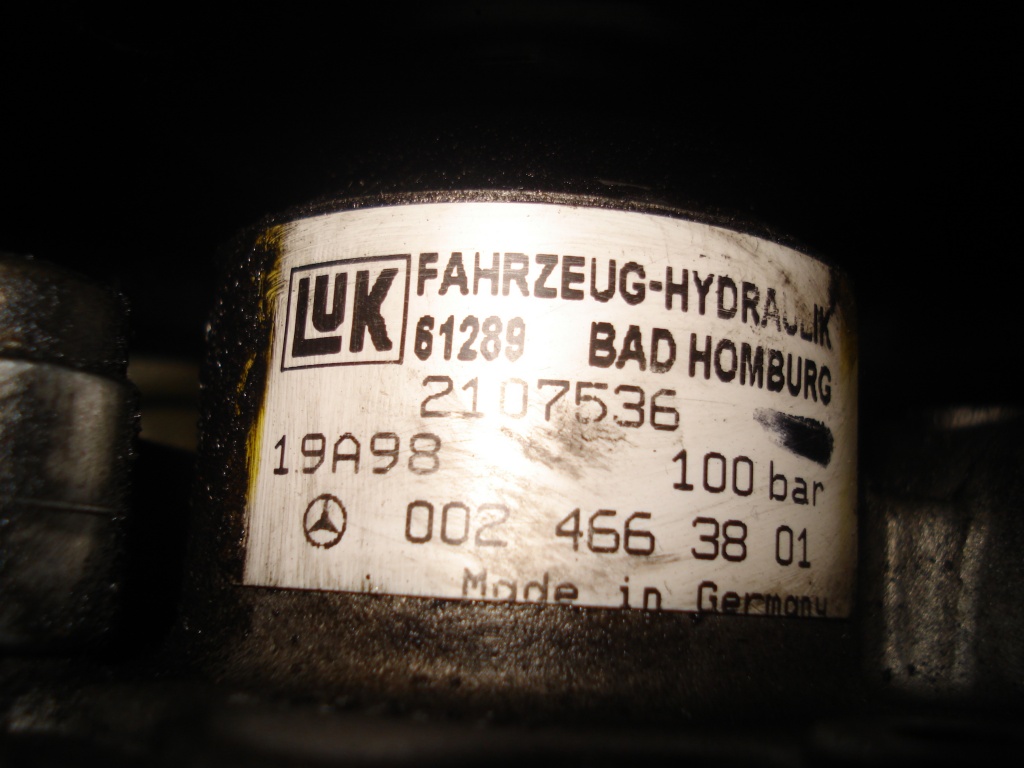 LUK FAHRZEUG-HYDRAULIK
61289 BAD HOMBURG
2107536
19A98 100 bar
002 466 38 01
Made in Germany